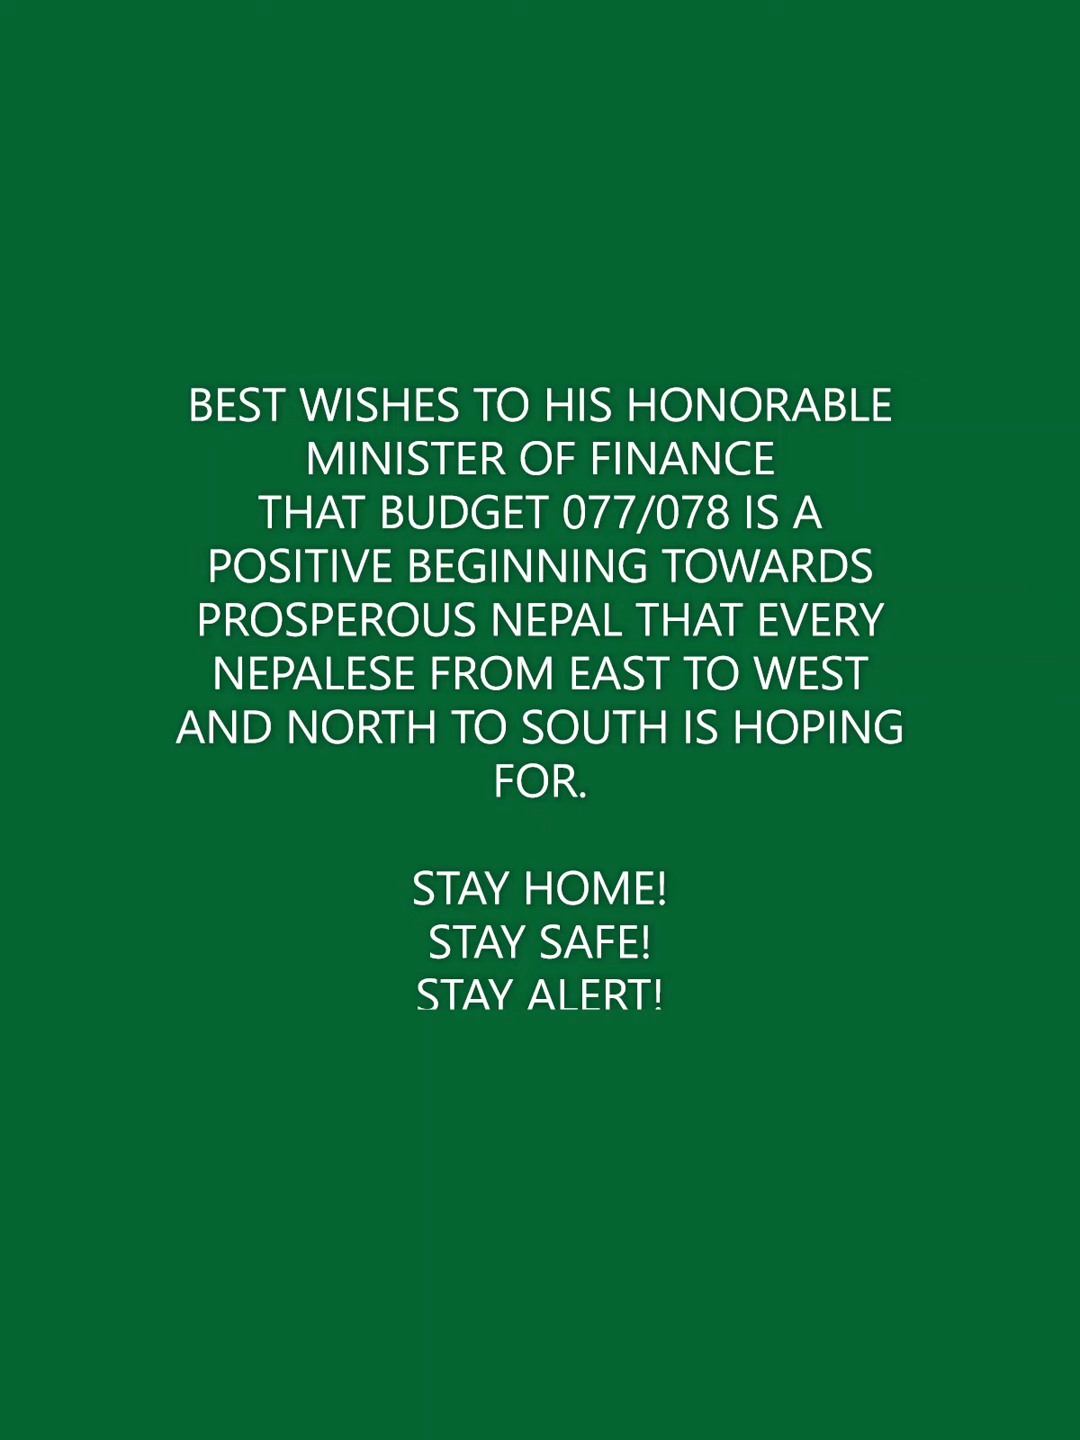 BEST WISHES TO HIS HONORABLE
MINISTER OF FINANCE
THAT BUDGET 077/078 IS A
POSITIVE BEGINNING TOWARDS
PROSPEROUS NEPAL THAT EVERY
NEPALESE FROM EAST TO WEST
AND NORTH TO SOUTH IS HOPING
FOR.
STAY HOME!
STAY SAFE!
STAY ALERT!